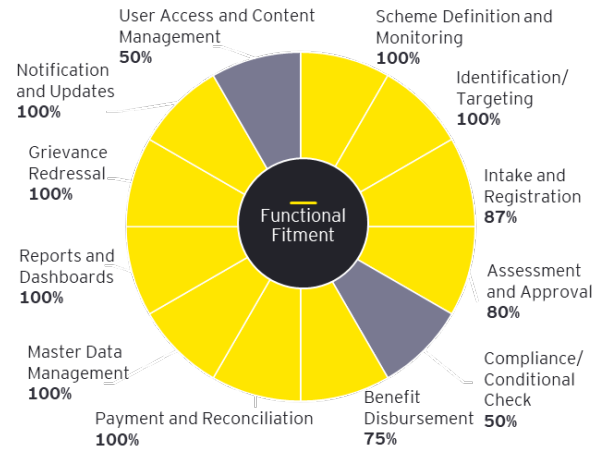 User Access and Content
Management
50%
Scheme Definition and
Monitoring
100%
Identification/
Targeting
100%
Intake and
Registration
87%
Assessment
and Approval
80%
Compliance/
Conditional
Check
50%
Benefit
Disbursement
75%
Payment and Reconciliation
100%
Master Data
Management
100%
Reports and
Dashboards
100%
Grievance
Redressal
100%
Notification
and Updates
100%
Functional
Fitment